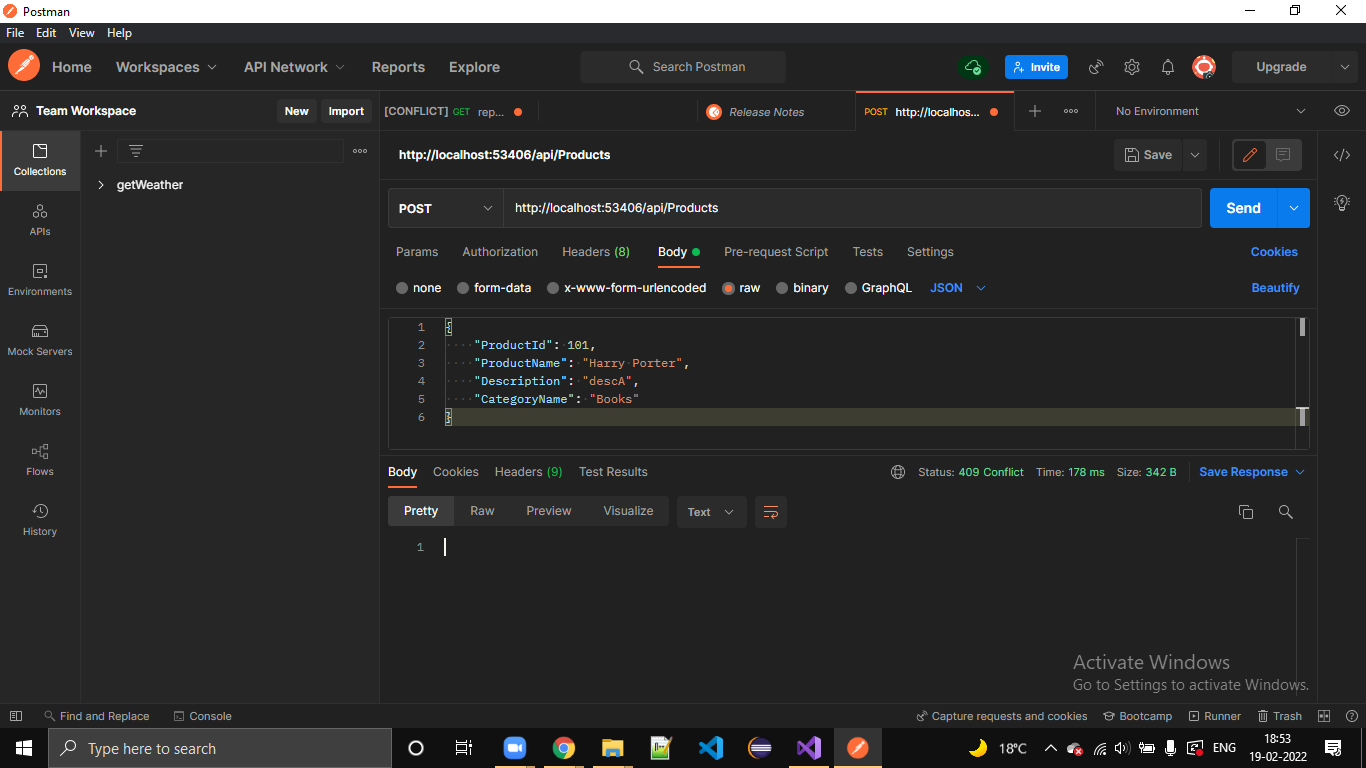 Postman
File Edit View Help
Home Workspaces API Network Reports Explore Search Postman Invite Upgrade
Team Workspace New Import [CONFLICT] GET rep... Release Notes POST http://localhos... No Environment
Collections
getWeather
APIs
Environments
Mock Servers
Monitors
Flows
History
http://localhost:53406/api/Products Save
POST http://localhost:53406/api/Products Send
Params Authorization Headers (8) Body Pre-request Script Tests Settings Cookies
none form-data x-www-form-urlencoded raw binary GraphQL JSON Beautify
1 {
2 "ProductId": 101,
3 "ProductName": "Harry Porter",
4 "Description": "descA",
5 "CategoryName": "Books"
6 }
Body Cookies Headers (9) Test Results Status: 409 Conflict Time: 178 ms Size: 342 B Save Response
Pretty Raw Preview Visualize Text
1
Activate Windows
Go to Settings to activate Windows.
Find and Replace Console Capture requests and cookies Bootcamp Runner Trash
Type here to search 18°C ENG 18:53
19-02-2022